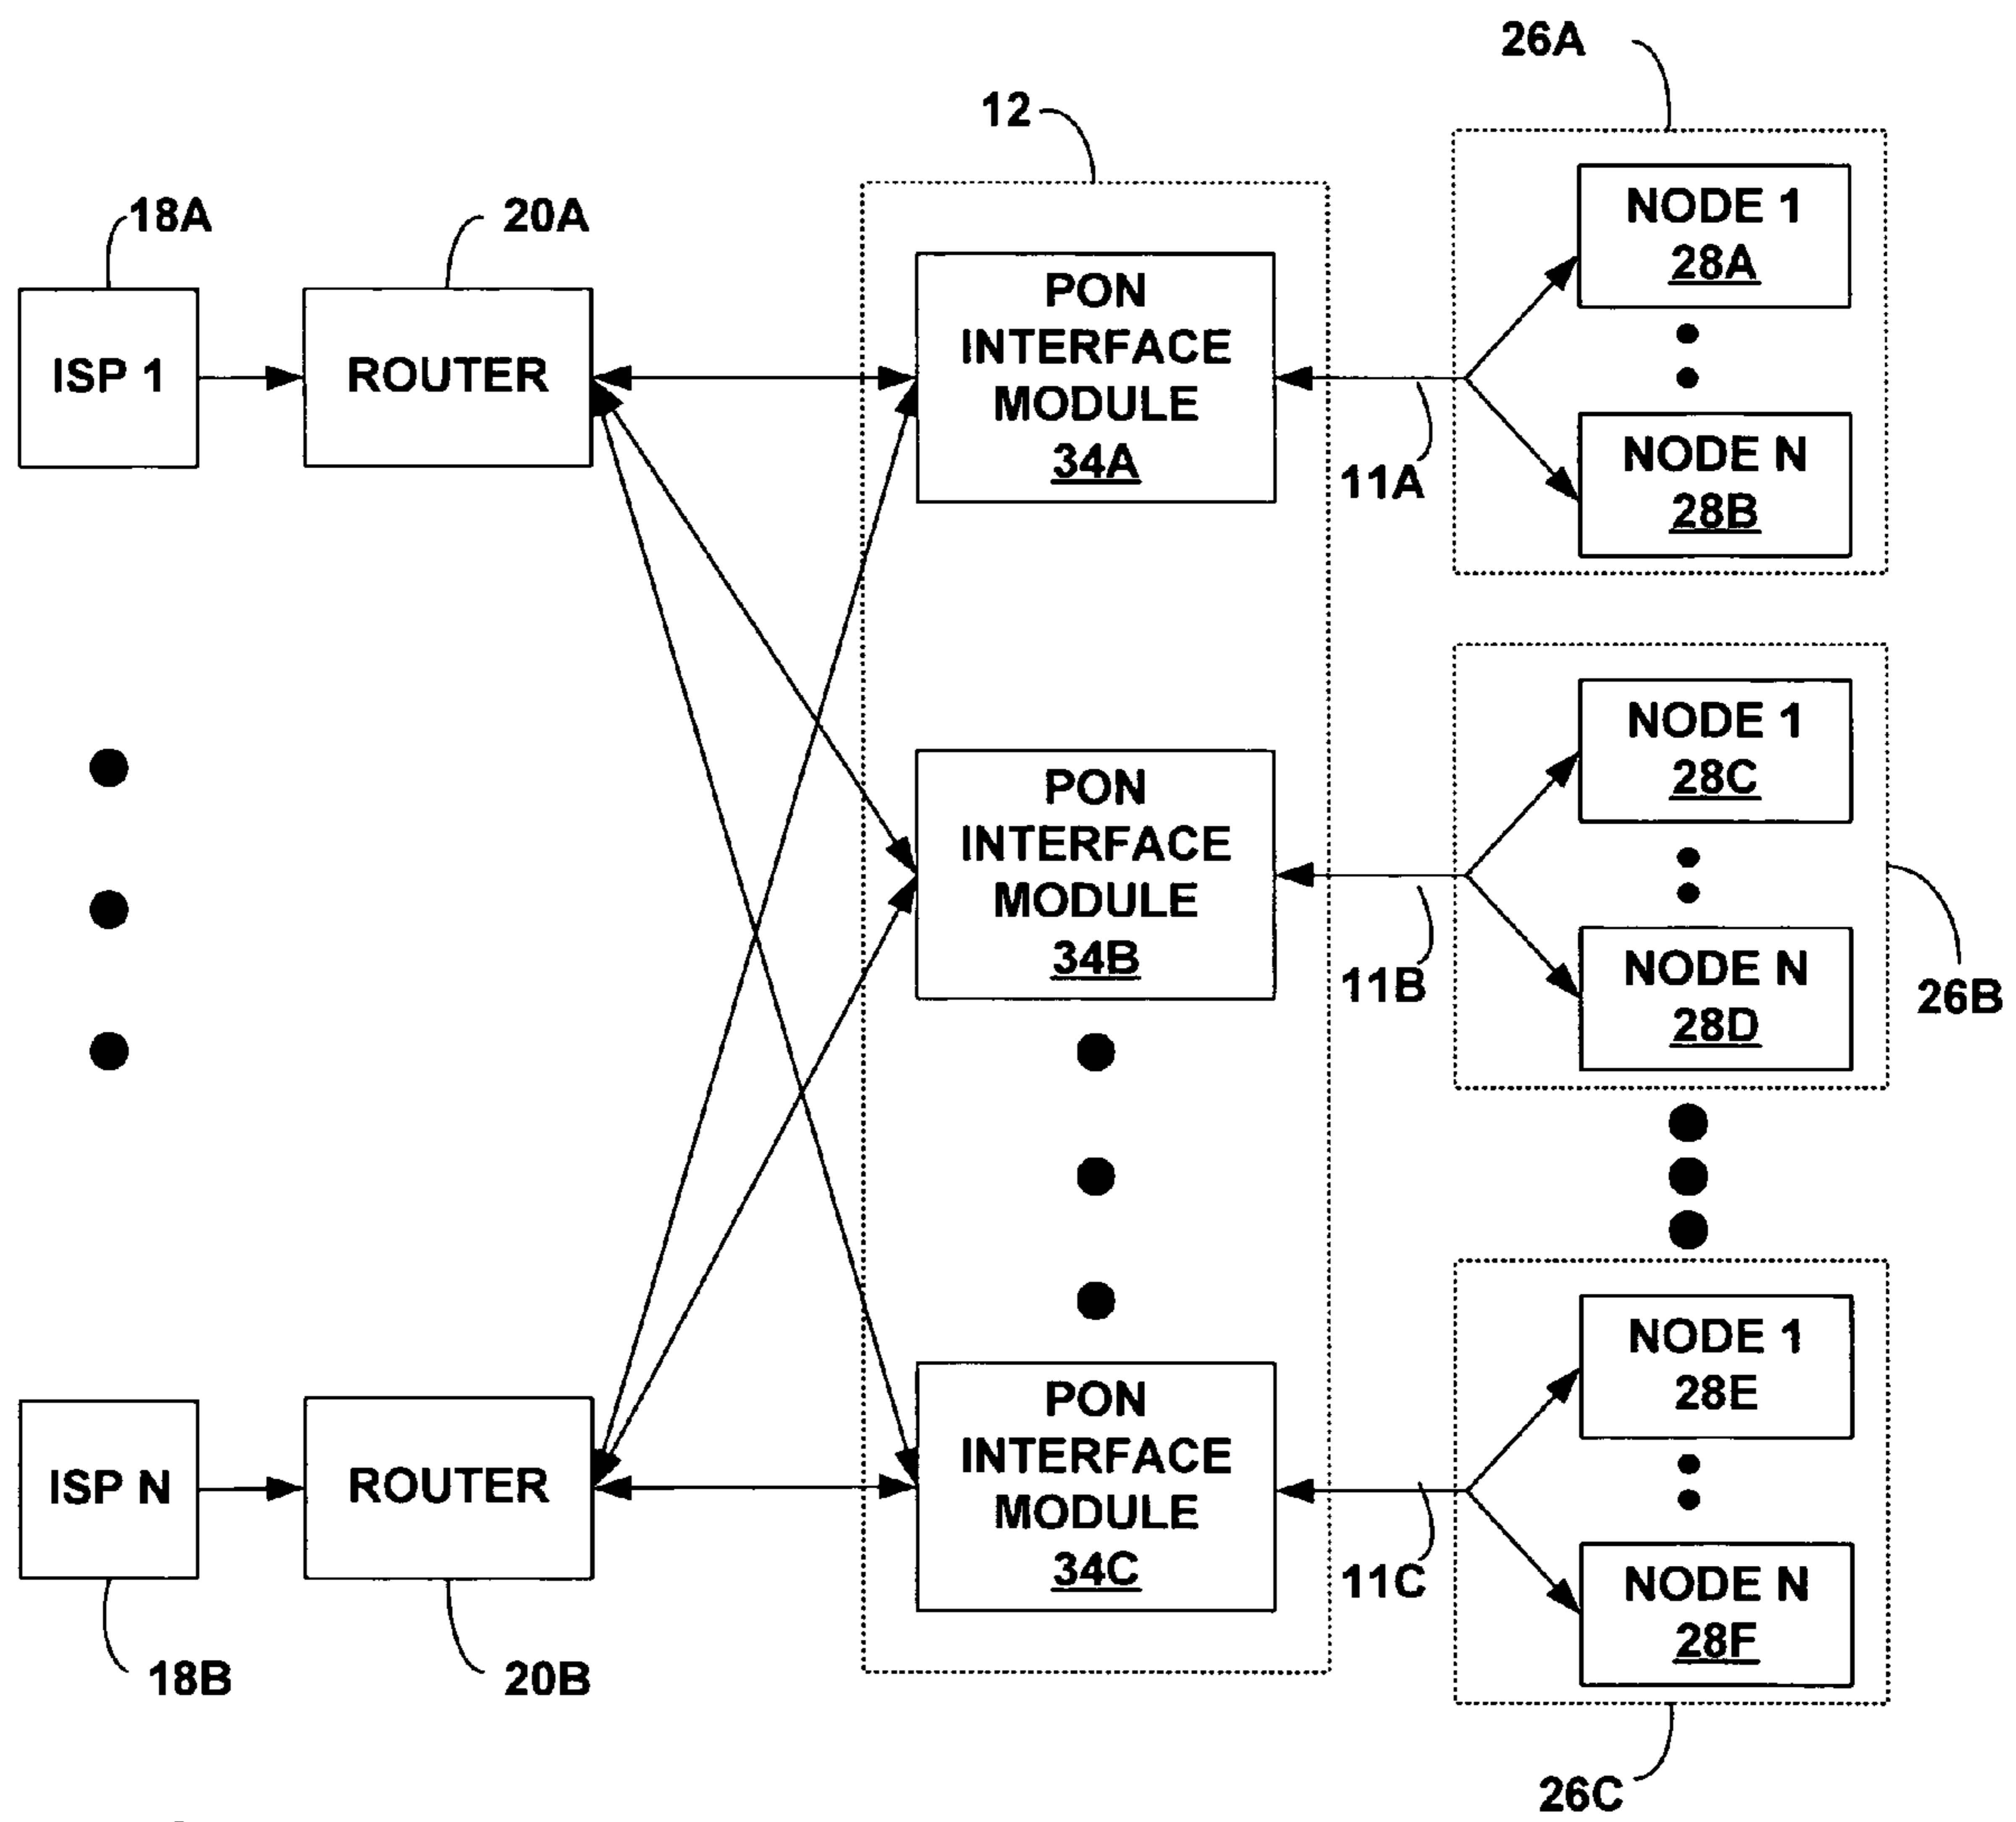 26A
12
18A
20A
NODE 1
28A
ISP 1
ROUTER
PON
INTERFACE
MODULE
34A
11A
NODE N
28B
NODE 1
28C
PON
INTERFACE
MODULE
34B
11B
NODE N
28D
26B
NODE 1
28E
ISP N
ROUTER
PON
INTERFACE
MODULE
34C
11C
NODE N
28F
18B
20B
26C